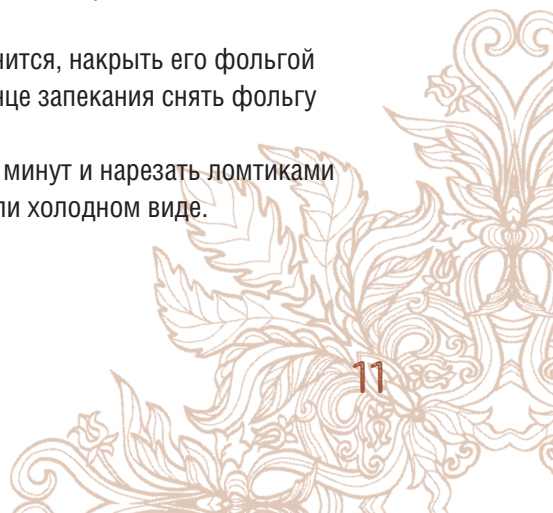 нится, накрыть его фольгой
нце запекания снять фольгу
минут и нарезать ломтиками
ли холодном виде.
11